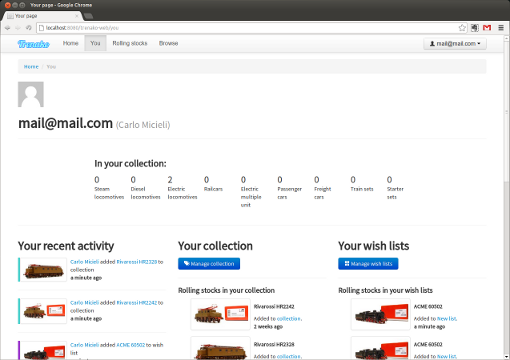 Your page - Google Chrome
Your page
localhost:8080/trenako-web/you
Trenako
Home You Rolling stocks Browse
mail@mail.com
Home / You
mail@mail.com (Carlo Micieli)
In your collection:
0 0 2 0 0 0 0 0 0
Steam locomotives
Diesel locomotives
Electric locomotives
Railcars
Electric multiple unit
Passenger cars
Freight cars
Train sets
Starter sets
Your recent activity
Carlo Micieli added Rivarossi HR2328 to
collection
a minute ago
Carlo Micieli added Rivarossi HR2242 to
collection
a minute ago
Carlo Micieli added ACME 60502 to wish
list
Your collection
Manage collection
Rolling stocks in your collection
Rivarossi HR2242
Added to collection.
2 weeks ago
Rivarossi HR2328
Added to collection.
Your wish lists
Manage wish lists
Rolling stocks in your wish lists
ACME 60502
Added to New list.
a minute ago
ACME 60502
Added to New list.